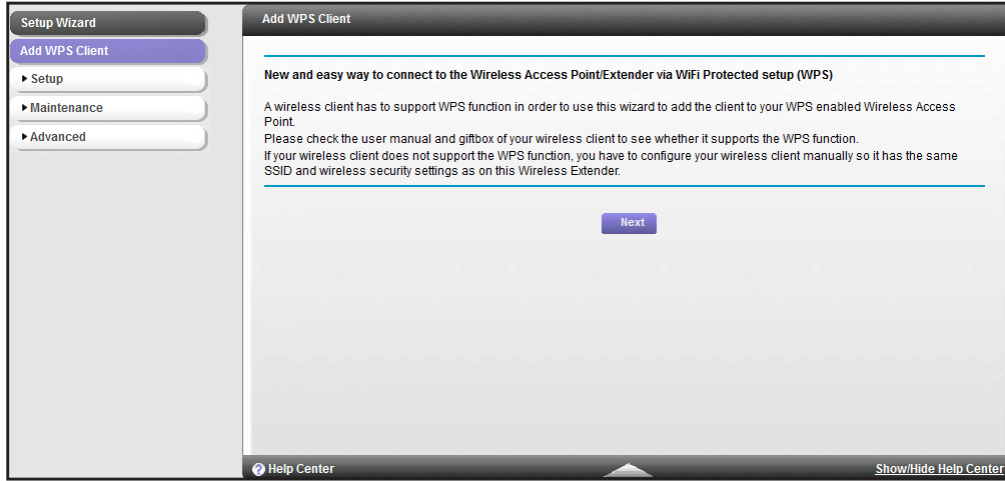 Setup Wizard
Add WPS Client
Setup
Maintenance
Advanced
Add WPS Client
New and easy way to connect to the Wireless Access Point/Extender via WiFi Protected setup (WPS)
A wireless client has to support WPS function in order to use this wizard to add the client to your WPS enabled Wireless Access
Point.
Please check the user manual and giftbox of your wireless client to see whether it supports the WPS function.
If your wireless client does not support the WPS function, you have to configure your wireless client manually so it has the same
SSID and wireless security settings as on this Wireless Extender.
Next
Help Center
Show/Hide Help Center